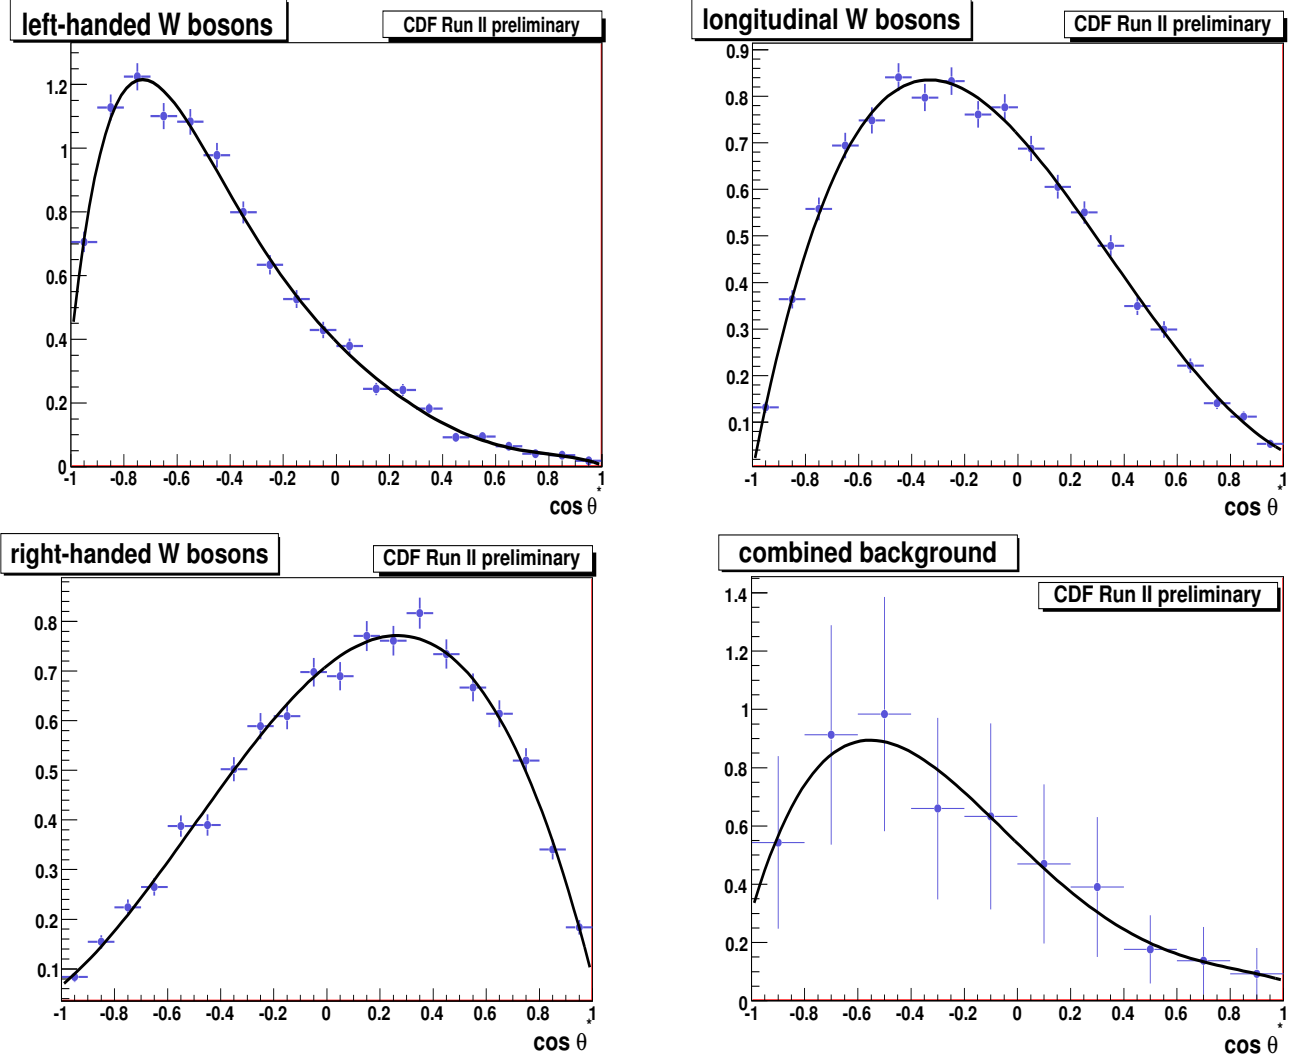 left-handed W bosons
CDF Run II preliminary
1.2
1
0.8
0.6
0.4
0.2
0
-1 -0.8 -0.6 -0.4 -0.2 0 0.2 0.4 0.6 0.8 1
cos θ*
longitudinal W bosons
CDF Run II preliminary
0.9
0.8
0.7
0.6
0.5
0.4
0.3
0.2
0.1
-1 -0.8 -0.6 -0.4 -0.2 0 0.2 0.4 0.6 0.8 1
cos θ*
right-handed W bosons
CDF Run II preliminary
0.8
0.7
0.6
0.5
0.4
0.3
0.2
0.1
-1 -0.8 -0.6 -0.4 -0.2 0 0.2 0.4 0.6 0.8 1
cos θ*
combined background
CDF Run II preliminary
1.4
1.2
1
0.8
0.6
0.4
0.2
0
-1 -0.8 -0.6 -0.4 -0.2 0 0.2 0.4 0.6 0.8 1
cos θ*